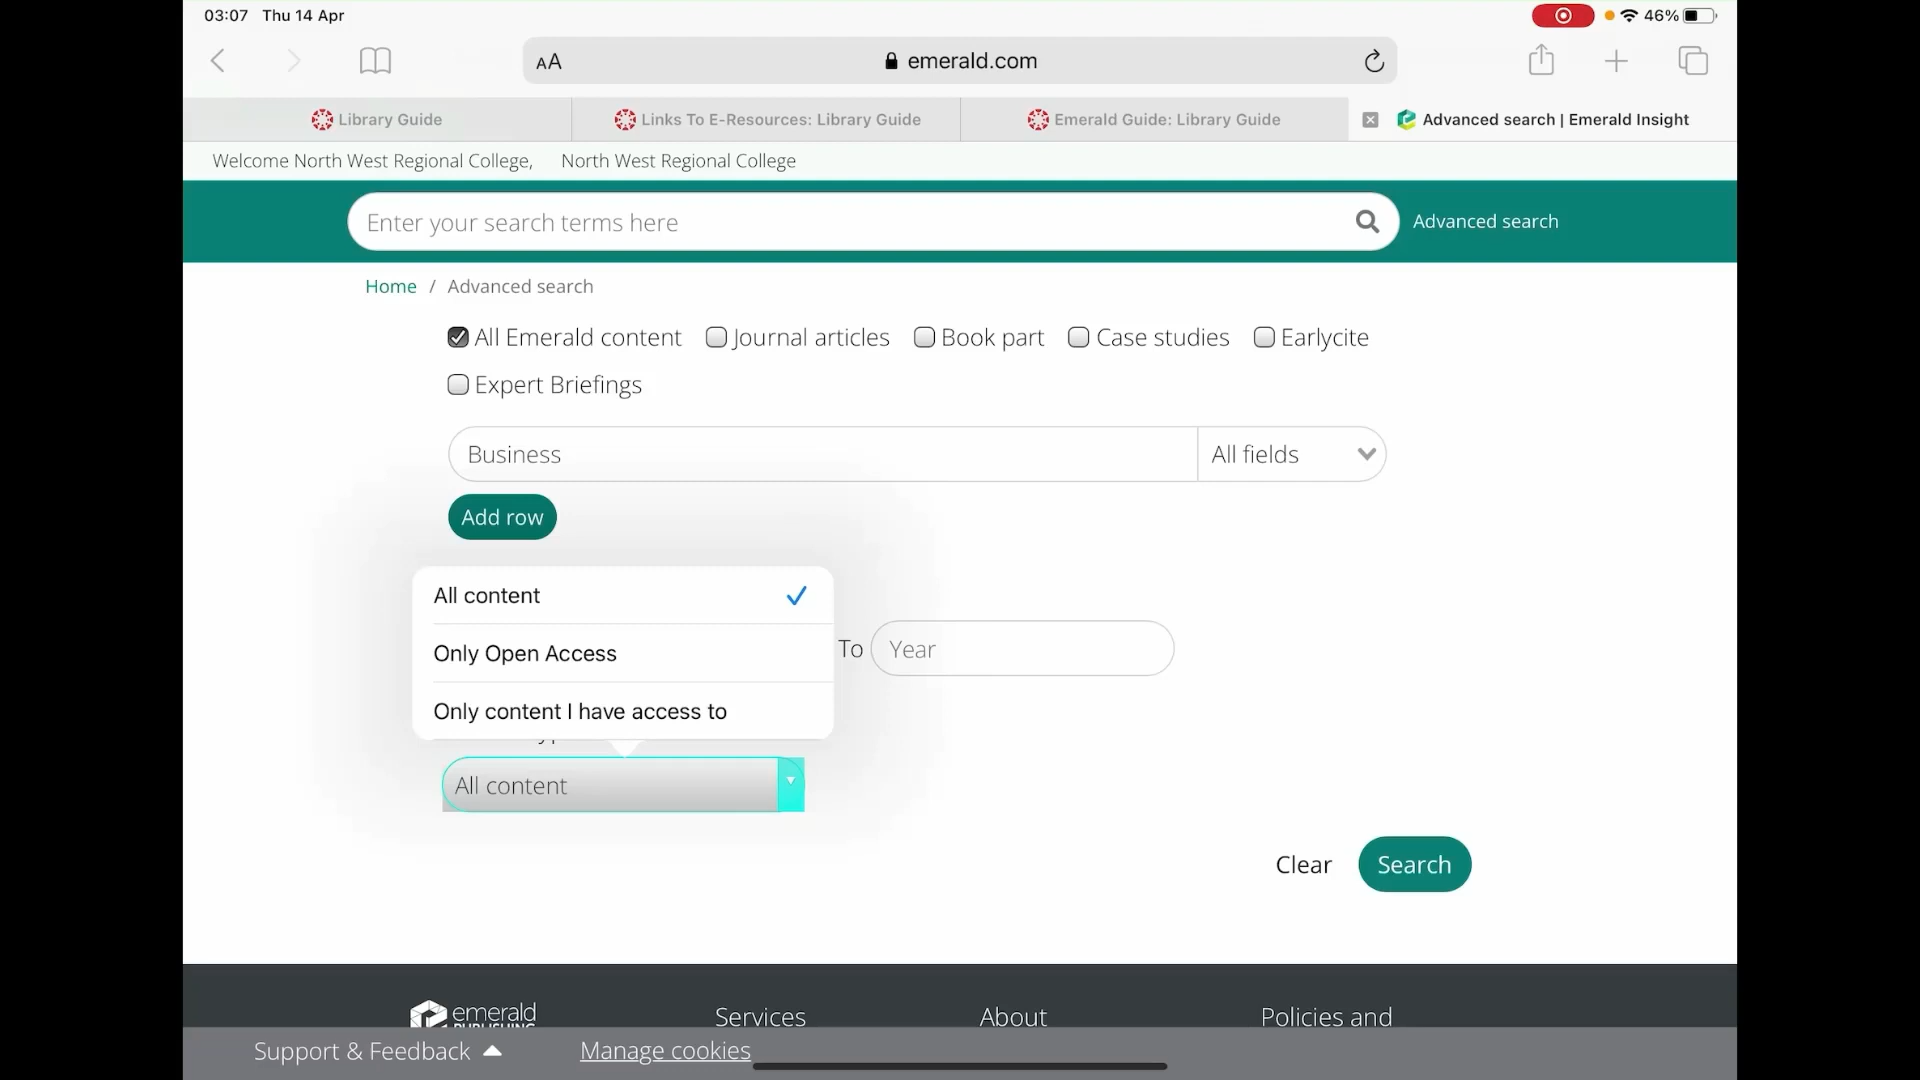 03:07 Thu 14 Apr
46%
AA
emerald.com
Library Guide
Links To E-Resources: Library Guide
Emerald Guide: Library Guide
Advanced search | Emerald Insight
Welcome North West Regional College, North West Regional College
Enter your search terms here
Advanced search
Home / Advanced search
All Emerald content
Journal articles
Book part
Case studies
Earlycite
Expert Briefings
Business
All fields
Add row
All content
Only Open Access
Only content I have access to
To
Year
All content
Clear
Search
emerald
PUBLISHING
Services
About
Policies and
Support & Feedback
Manage cookies